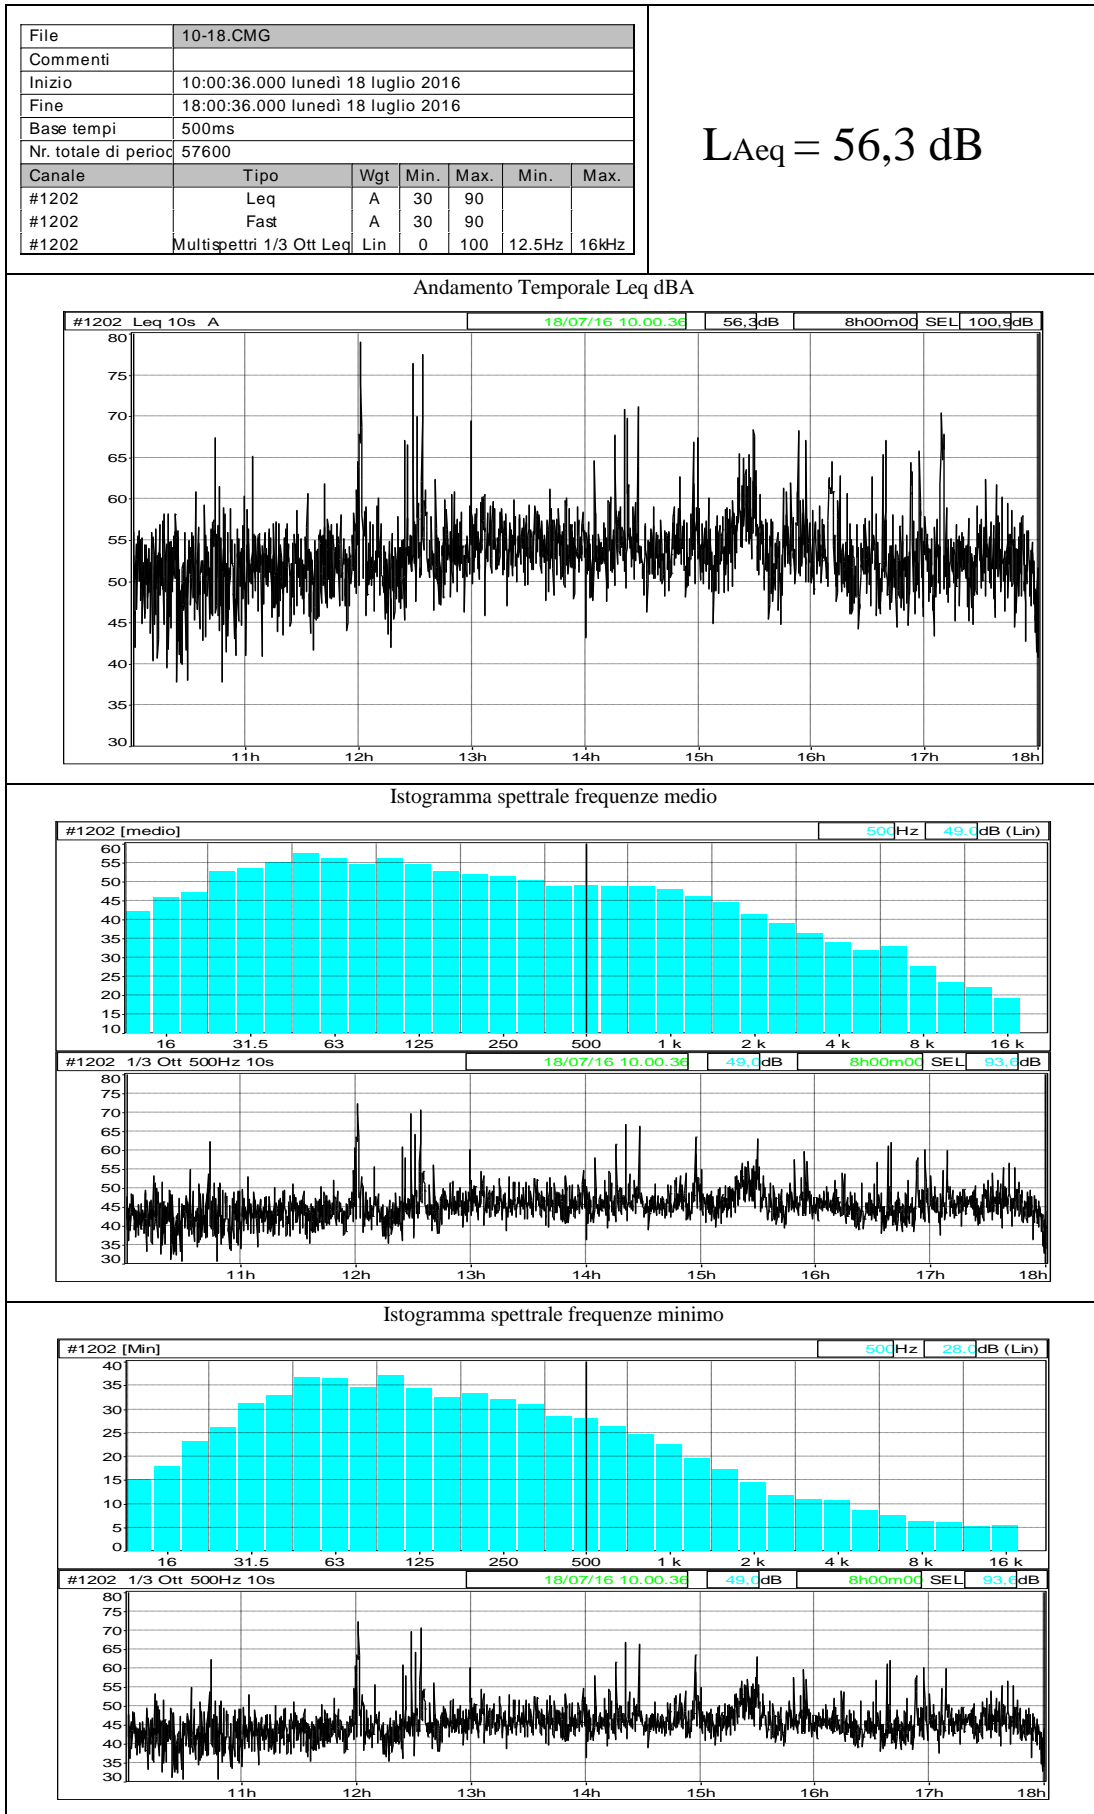 File 10-18.CMG
Commenti
Inizio 10:00:36.000 lunedì 18 luglio 2016
Fine 18:00:36.000 lunedì 18 luglio 2016
Base tempi 500ms
Nr. totale di period 57600
Canale Tipo Wgt Min. Max. Min. Max.
#1202 Leq A 30 90
#1202 Fast A 30 90
#1202 Multispettri 1/3 Ott Leq Lin 0 100 12.5Hz 16kHz
LAeq = 56,3 dB
Andamento Temporale Leq dBA
#1202 Leq 10s A 18/07/16 10.00.36 56,3dB 8h00m00 SEL 100,9dB
80
75
70
65
60
55
50
45
40
35
30
11h 12h 13h 14h 15h 16h 17h 18h
Istogramma spettrale frequenze medio
#1202 [medio] 500Hz 49.0dB (Lin)
60
55
50
45
40
35
30
25
20
15
10
16 31.5 63 125 250 500 1 k 2 k 4 k 8 k 16 k
#1202 1/3 Ott 500Hz 10s 18/07/16 10.00.36 49,0dB 8h00m00 SEL 93,6dB
80
75
70
65
60
55
50
45
40
35
30
11h 12h 13h 14h 15h 16h 17h 18h
Istogramma spettrale frequenze minimo
#1202 [Min] 500Hz 28.0dB (Lin)
40
35
30
25
20
15
10
5
0
16 31.5 63 125 250 500 1 k 2 k 4 k 8 k 16 k
#1202 1/3 Ott 500Hz 10s 18/07/16 10.00.36 49,0dB 8h00m00 SEL 93,6dB
80
75
70
65
60
55
50
45
40
35
30
11h 12h 13h 14h 15h 16h 17h 18h